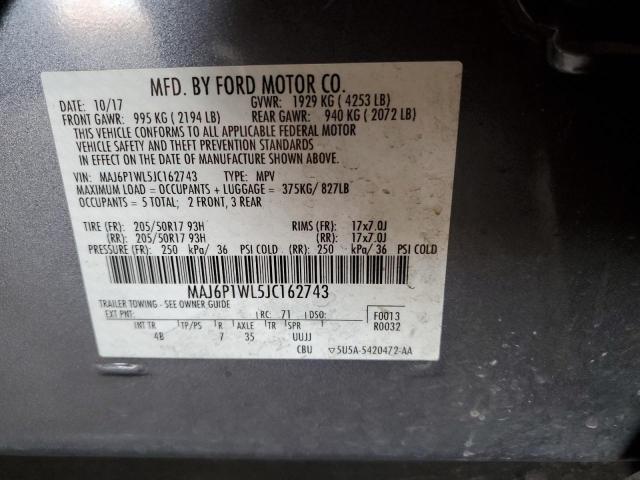 MFD. BY FORD MOTOR CO.
DATE: 10/17 GVWR: 1929 KG ( 4253 LB)
FRONT GAWR: 995 KG ( 2194 LB) REAR GAWR: 940 KG ( 2072 LB)
THIS VEHICLE CONFORMS TO ALL APPLICABLE FEDERAL MOTOR
VEHICLE SAFETY AND THEFT PREVENTION STANDARDS
IN EFFECT ON THE DATE OF MANUFACTURE SHOWN ABOVE.
VIN: MAJ6P1WL5JC162743 TYPE: MPV
MAXIMUM LOAD = OCCUPANTS + LUGGAGE = 375KG/ 827LB
OCCUPANTS = 5 TOTAL; 2 FRONT, 3 REAR
TIRE (FR): 205/50R17 93H RIMS (FR): 17x7.0J
(RR): 205/50R17 93H (RR): 17x7.0J
PRESSURE (FR): 250 kPa/ 36 PSI COLD (RR): 250 kPa/ 36 PSI COLD
MAJ6P1WL5JC162743
TRAILER TOWING - SEE OWNER GUIDE
EXT PNT: RC: 71 DSO: F0013
R0032
INT TR TP/PS R AXLE TR SPR
4B 7 35 UUJJ
CBU ▽5U5A-5420472-AA